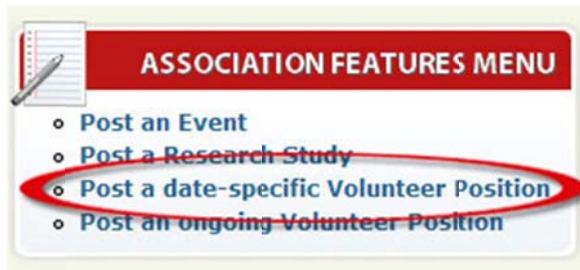 ASSOCIATION FEATURES MENU
Post an Event
Post a Research Study
Post a date-specific Volunteer Position
Post an ongoing Volunteer Position